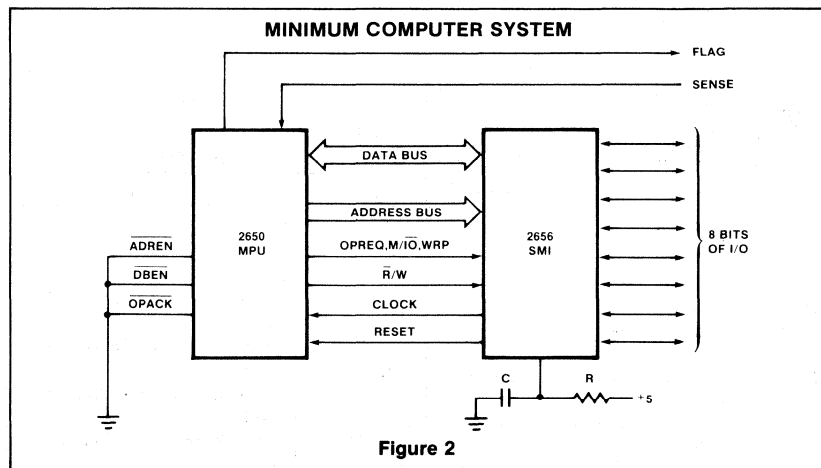 MINIMUM COMPUTER SYSTEM
FLAG
SENSE
DATA BUS
ADDRESS BUS
2650
MPU
2656
SMI
8 BITS
OF I/O
ADREN
DBEN
OPACK
OPREQ,M/IO,WRP
R/W
CLOCK
RESET
C
R
+5
Figure 2